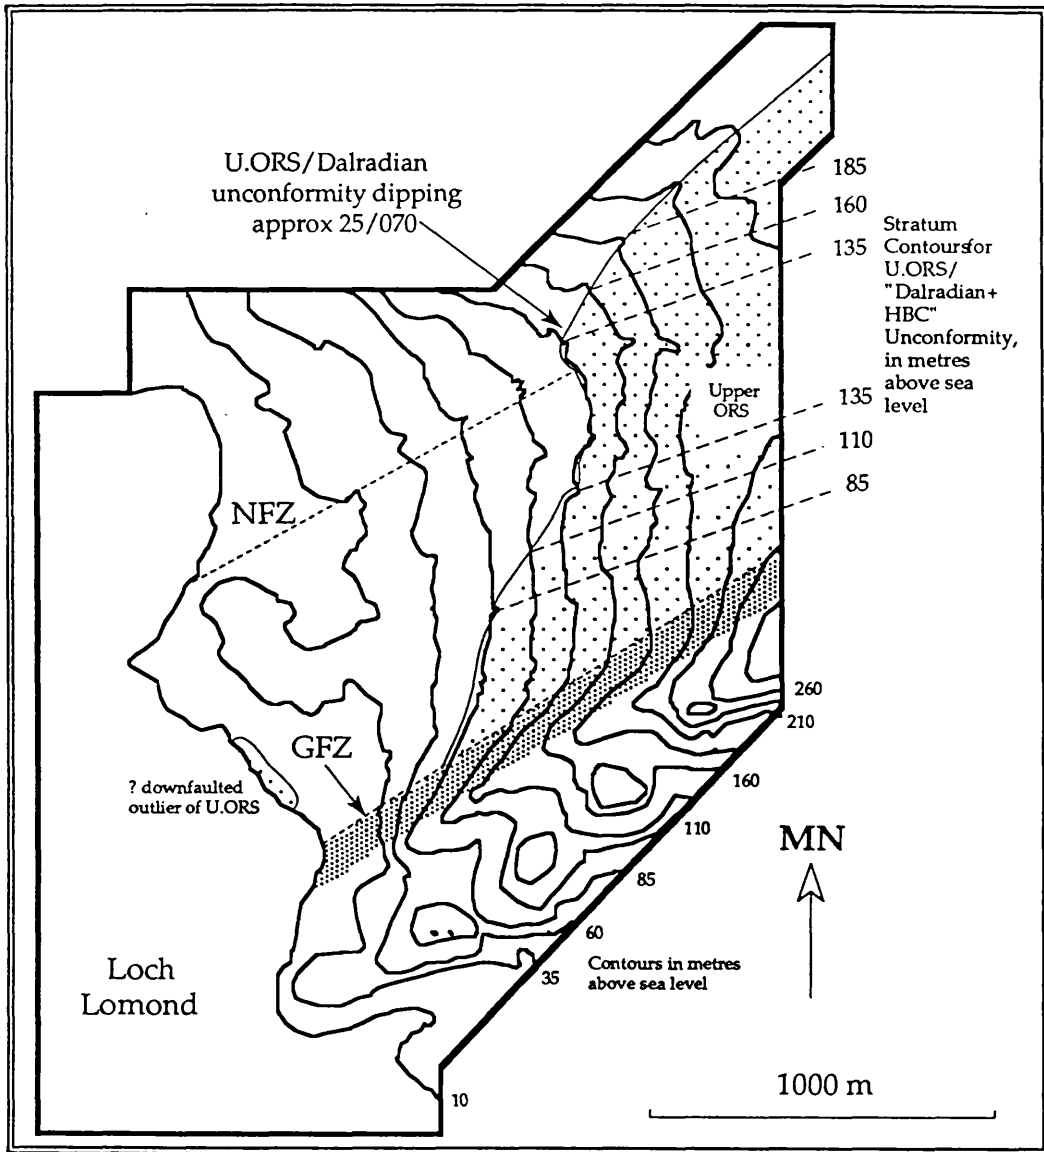 U.ORS/Dalradian
unconformity dipping
approx 25/070
185
160
135
Stratum
Contoursfor
U.ORS/
"Dalradian+
HBC"
Unconformity,
in metres
above sea
level
Upper
ORS
135
110
85
NFZ
GFZ
? downfaulted
outlier of U.ORS
260
210
160
110
85
60
35
10
MN
Contours in metres
above sea level
Loch
Lomond
1000 m